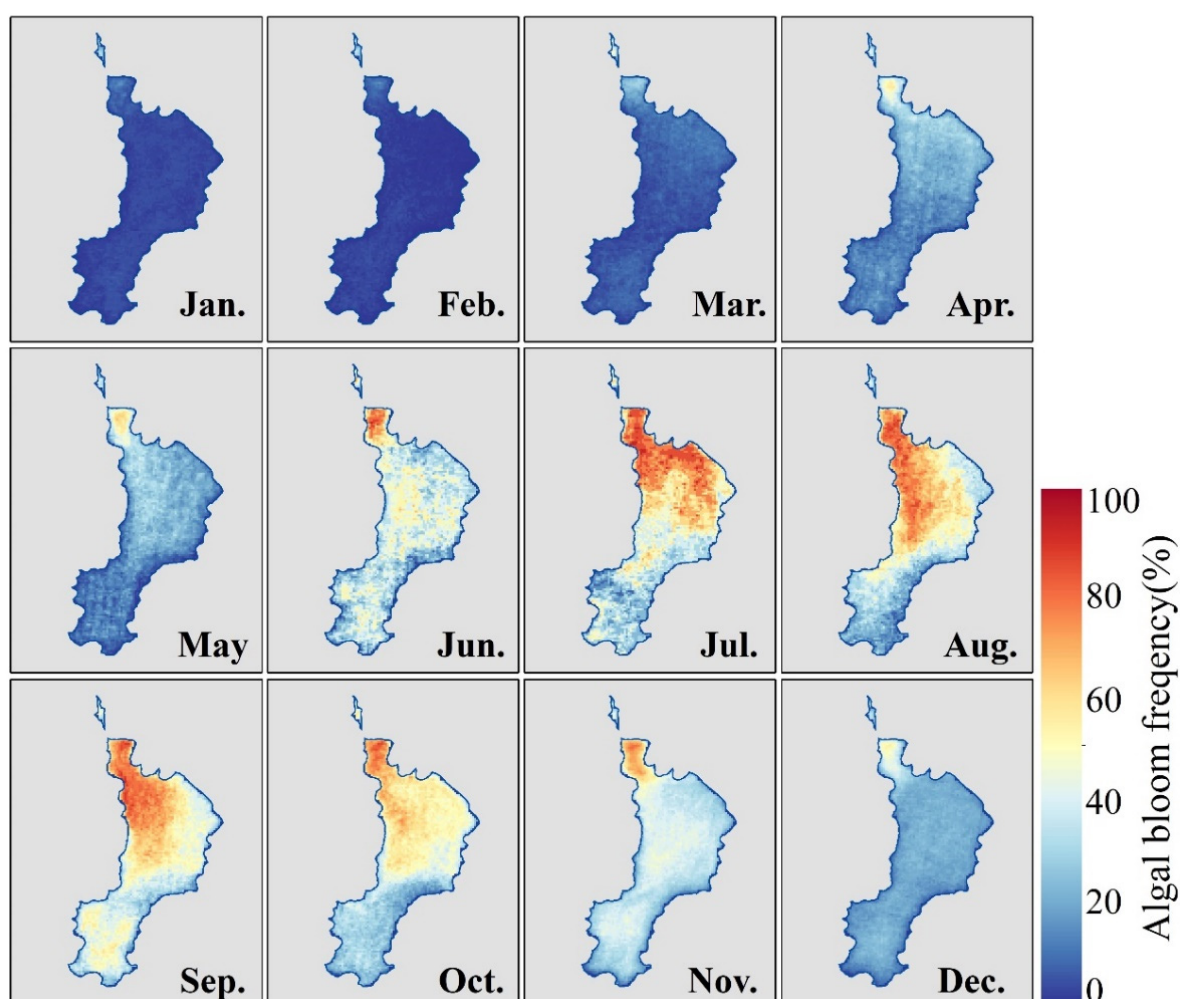 Jan.
Feb.
Mar.
Apr.
May
Jun.
Jul.
Aug.
Sep.
Oct.
Nov.
Dec.
100
80
60
40
20
0
Algal bloom freqency(%)